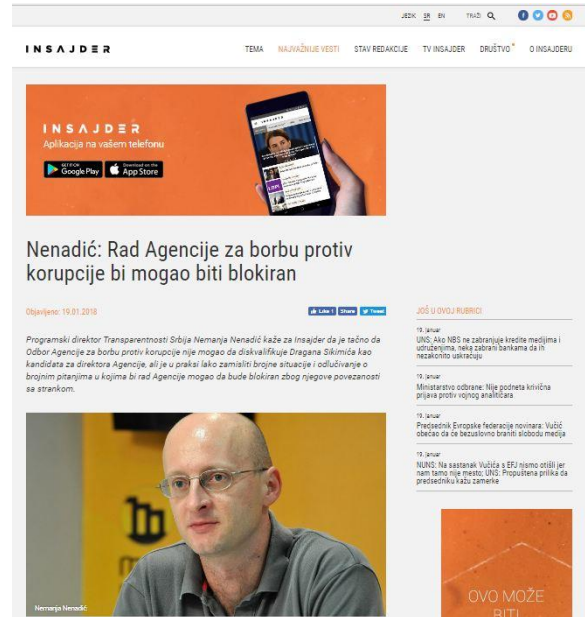 JEZIK SR EN TRAŽI
INSAJDER
TEMA NAJVAŽNIJE VESTI STAV REDAKCIJE TV INSAJDER DRUŠTVO O INSAJDERU
INSAJDER
Aplikacija na vašem telefonu
GET IT ON Google Play Download on the App Store
Nenadić: Rad Agencije za borbu protiv
korupcije bi mogao biti blokiran
Objavljeno: 19.01.2018
Like 1 Share Tweet
Programski direktor Transparentnosti Srbija Nemanja Nenadić kaže za Insajder da je tačno da
Odbor Agencije za borbu protiv korupcije nije mogao da diskvalifikuje Dragana Sikimića kao
kandidata za direktora Agencije, ali je u praksi lako zamisliti brojne situacije i odlučivanje o
brojnim pitanjima u kojima bi rad Agencije mogao da bude blokiran zbog njegove povezanosti
sa strankom.
Nemanja Nenadić
JOŠ U OVOJ RUBRICI
19. januar
UNS: Ako NBS ne zabranjuje kredite medijima i
udruženjima, neka zabrani bankama da ih
nezakonito uskraćuju
19. januar
Ministarstvo odbrane: Nije podneta krivična
prijava protiv vojnog analitičara
19. januar
Predsednik Evropske federacije novinara: Vučić
obećao da će bezuslovno braniti slobodu medija
19. januar
NUNS: Na sastanak Vučića s EFJ nismo otišli jer
nam tamo nije mesto; UNS: Propuštena prilika da
predsedniku kažu zamerke
OVO MOŽE
BITI